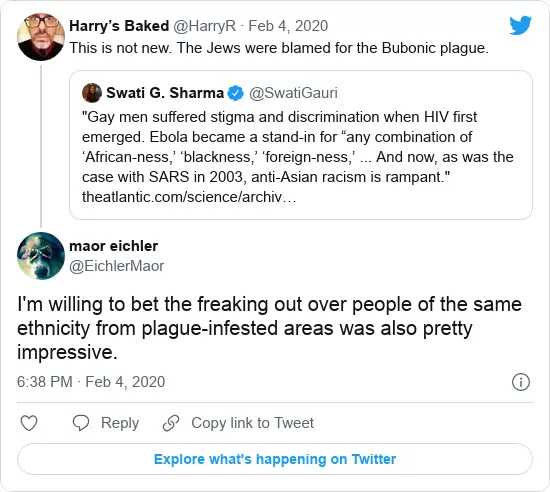 Harry's Baked @HarryR · Feb 4, 2020
This is not new. The Jews were blamed for the Bubonic plague.
Swati G. Sharma @SwatiGauri
"Gay men suffered stigma and discrimination when HIV first
emerged. Ebola became a stand-in for “any combination of
‘African-ness,’ ‘blackness,’ ‘foreign-ness,’ ... And now, as was the
case with SARS in 2003, anti-Asian racism is rampant."
theatlantic.com/science/archiv…
maor eichler
@EichlerMaor
I'm willing to bet the freaking out over people of the same
ethnicity from plague-infested areas was also pretty
impressive.
6:38 PM · Feb 4, 2020
Reply
Copy link to Tweet
Explore what's happening on Twitter